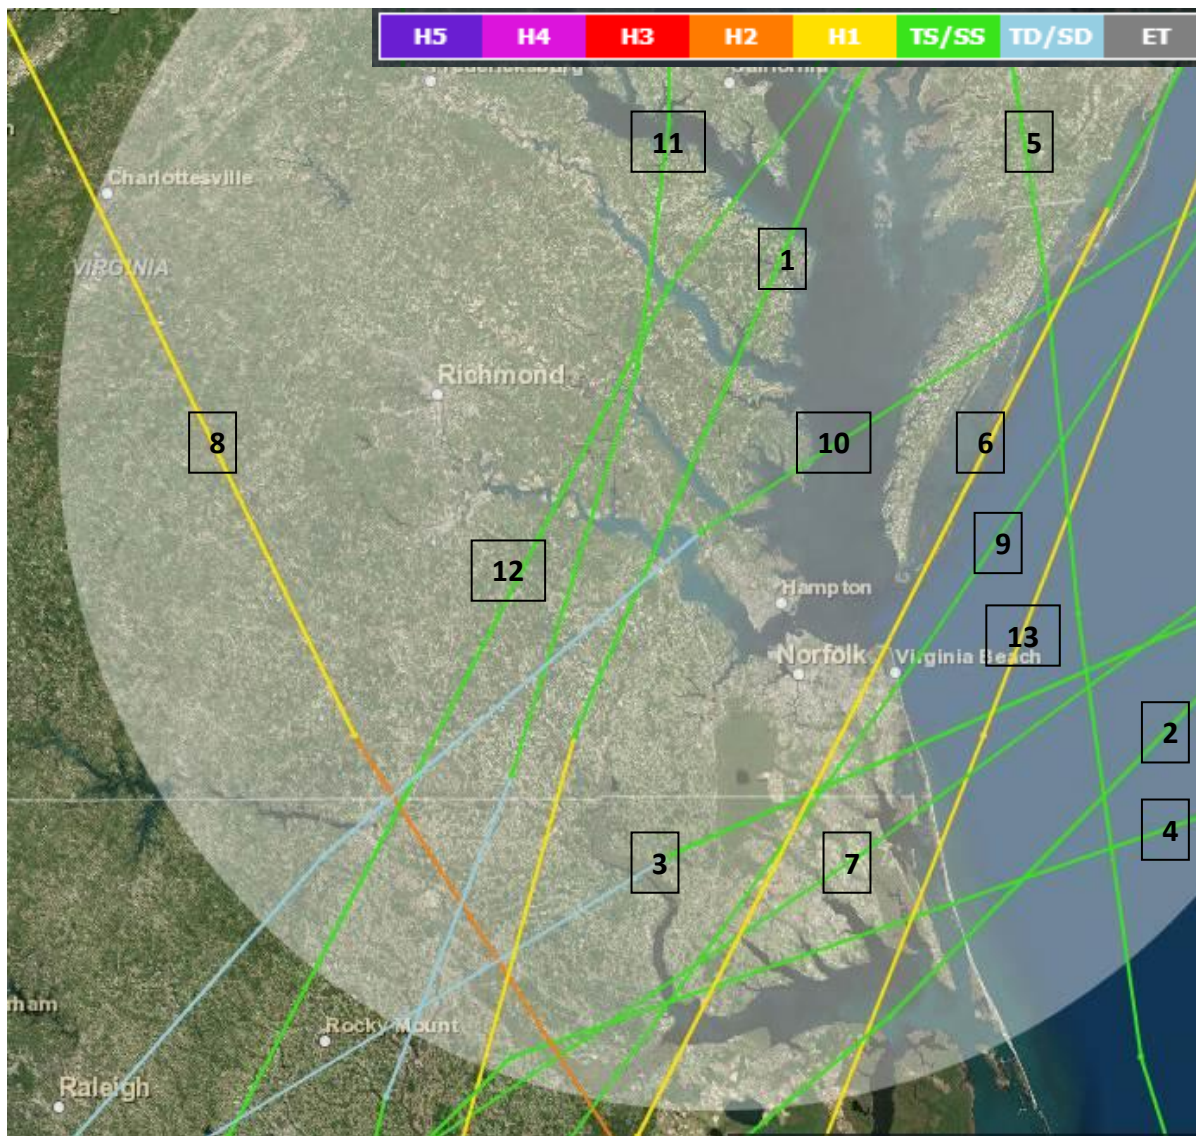 H5 H4 H3 H2 H1 TS/SS TD/SD ET
11
5
Charlottesville
1
VIRGINIA
Richmond
8
10
6
9
12
Hampton
13
Norfolk
Virginia Beach
2
4
3
7
Rocky Mount
Raleigh